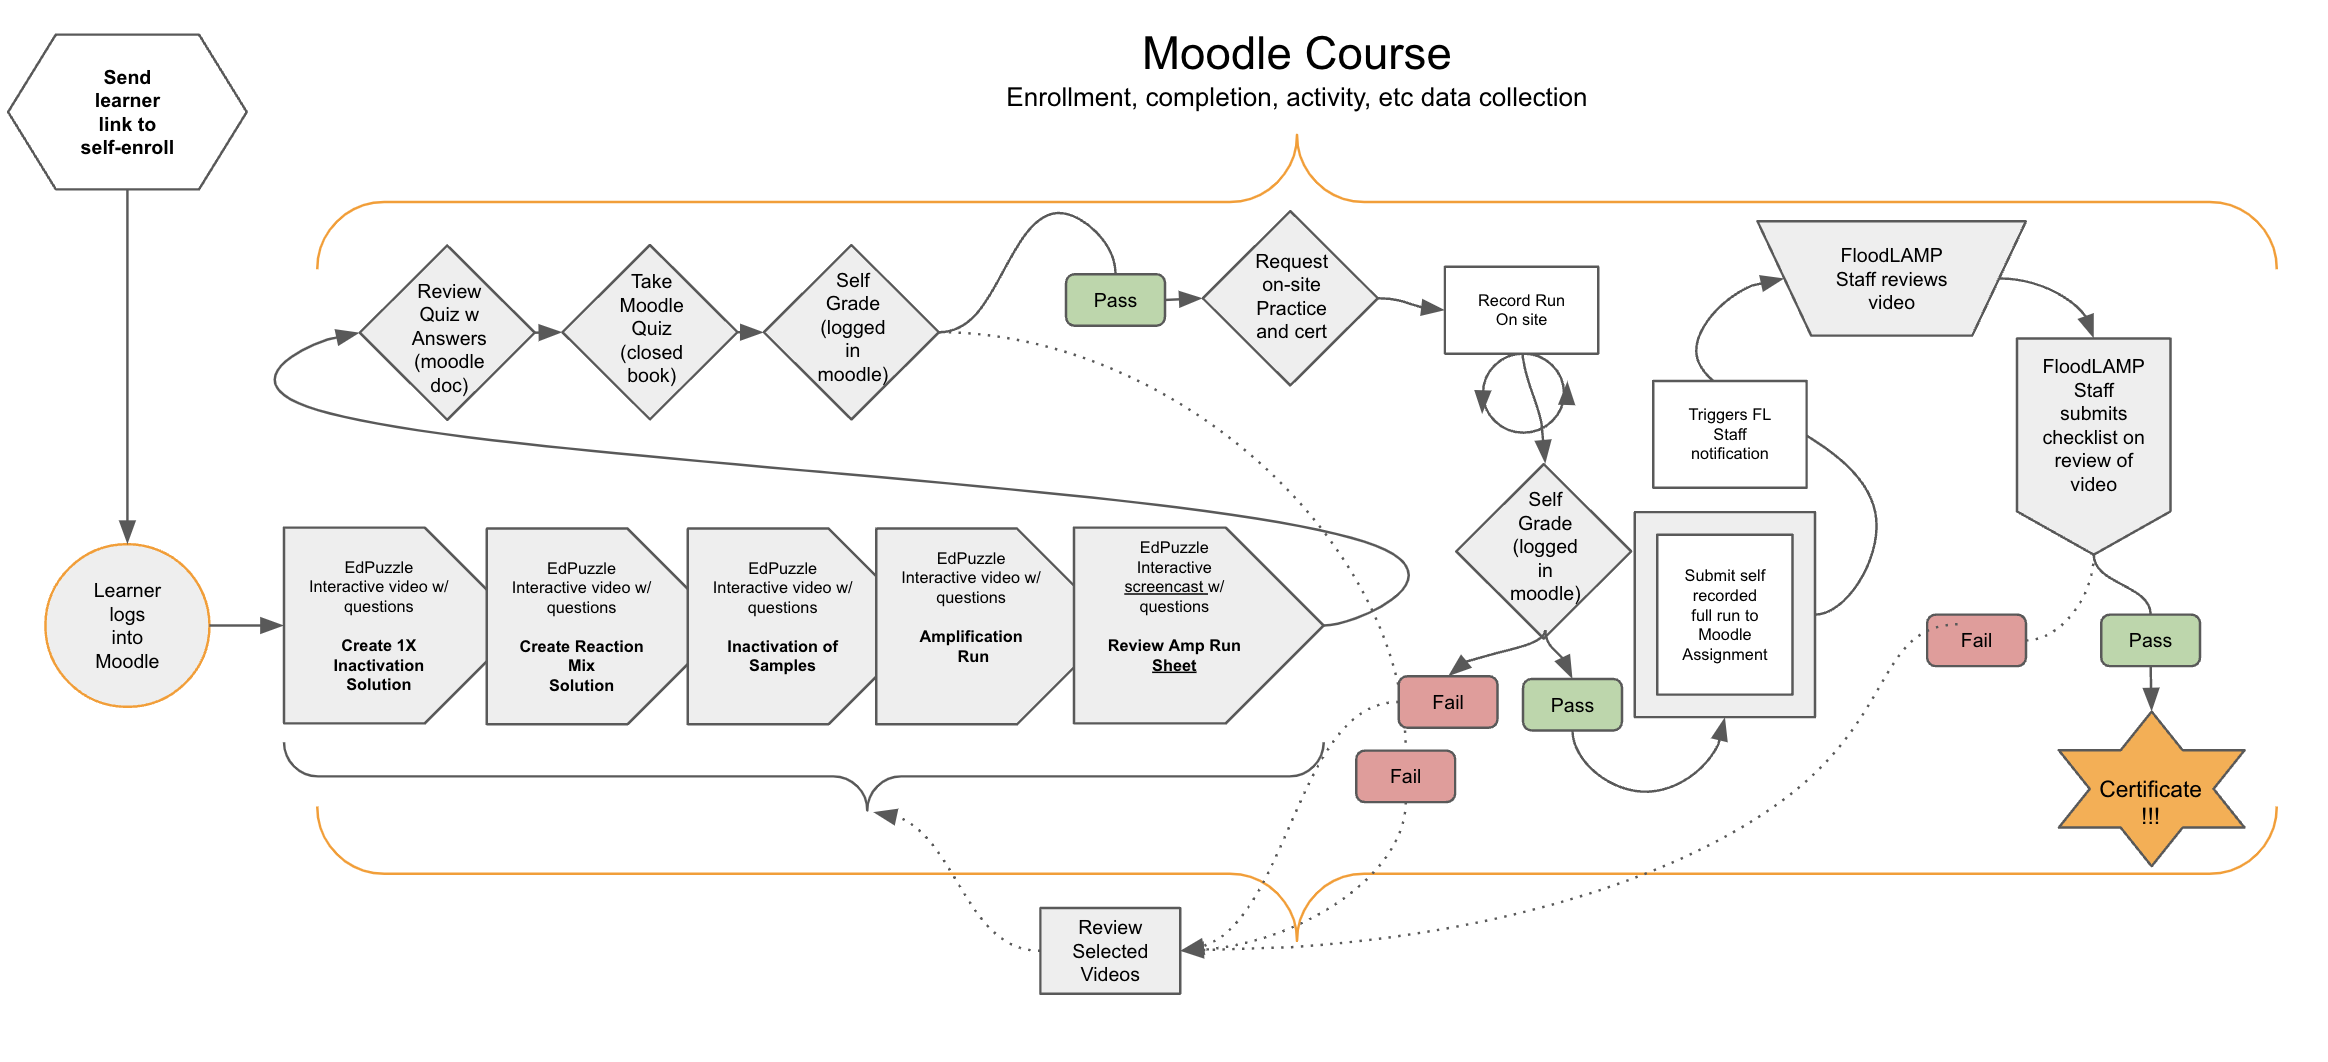 Moodle Course
Enrollment, completion, activity, etc data collection
Send
learner
link to
self-enroll
Learner
logs
into
Moodle
EdPuzzle
Interactive video w/
questions
Create 1X
Inactivation
Solution
EdPuzzle
Interactive video w/
questions
Create Reaction
Mix
Solution
EdPuzzle
Interactive video w/
questions
Inactivation of
Samples
EdPuzzle
Interactive video w/
questions
Amplification
Run
EdPuzzle
Interactive
screencast w/
questions
Review Amp Run
Sheet
Review
Quiz w
Answers
(moodle
doc)
Take
Moodle
Quiz
(closed
book)
Self
Grade
(logged
in
moodle)
Pass
Request
on-site
Practice
and cert
Record Run
On site
Self
Grade
(logged
in
moodle)
Fail
Pass
Fail
Submit self
recorded
full run to
Moodle
Assignment
Triggers FL
Staff
notification
FloodLAMP
Staff reviews
video
FloodLAMP
Staff
submits
checklist on
review of
video
Fail
Pass
Certificate
!!!
Review
Selected
Videos